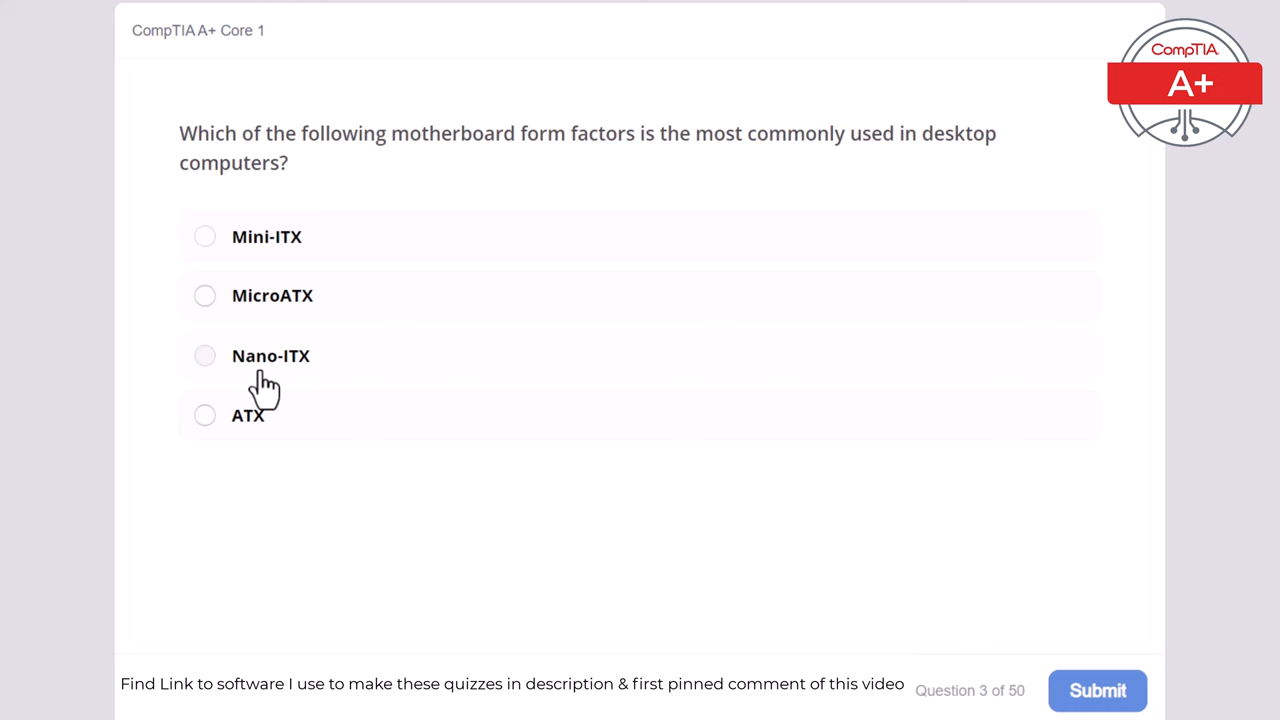 CompTIA A+ Core 1
CompTIA.
A+
Which of the following motherboard form factors is the most commonly used in desktop
computers?
Mini-ITX
MicroATX
Nano-ITX
ATX
Find Link to software I use to make these quizzes in description & first pinned comment of this video
Question 3 of 50
Submit